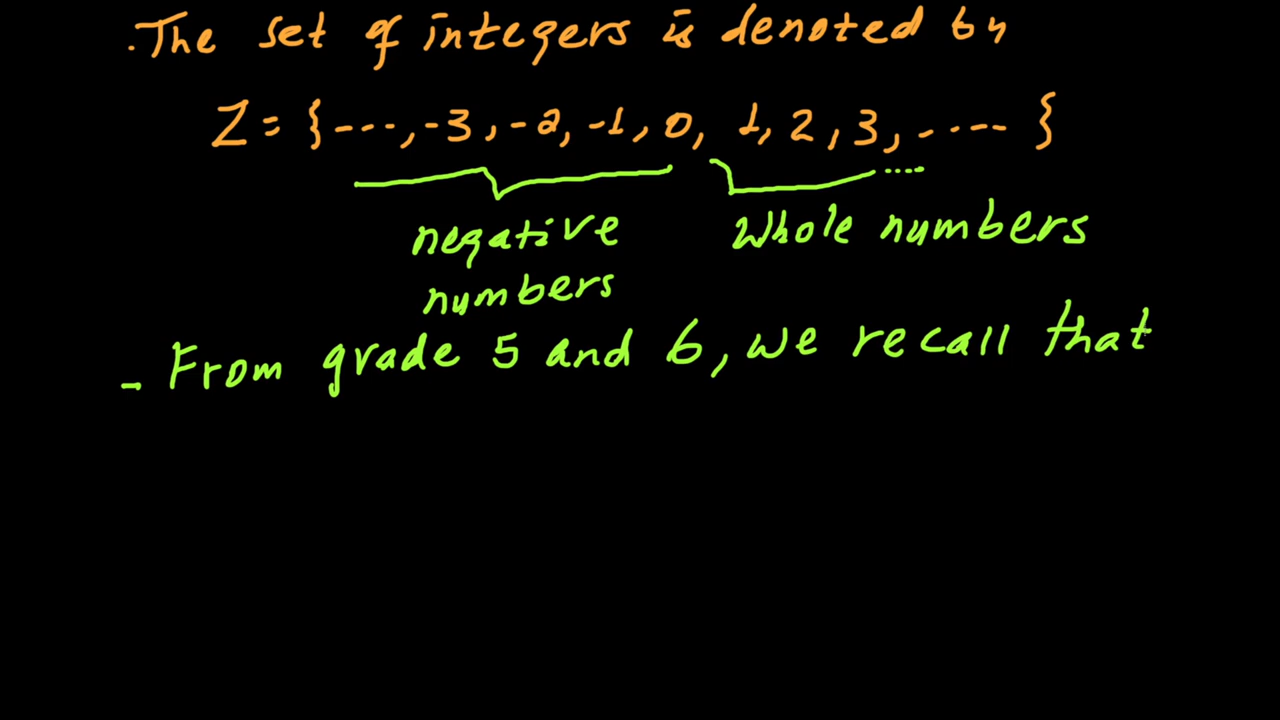 .The set of integers is denoted by
Z = { ---, -3, -2, -1, 0, 1, 2, 3, - ---- }
....
negative Whole numbers
numbers
- From grade 5 and 6, we recall that